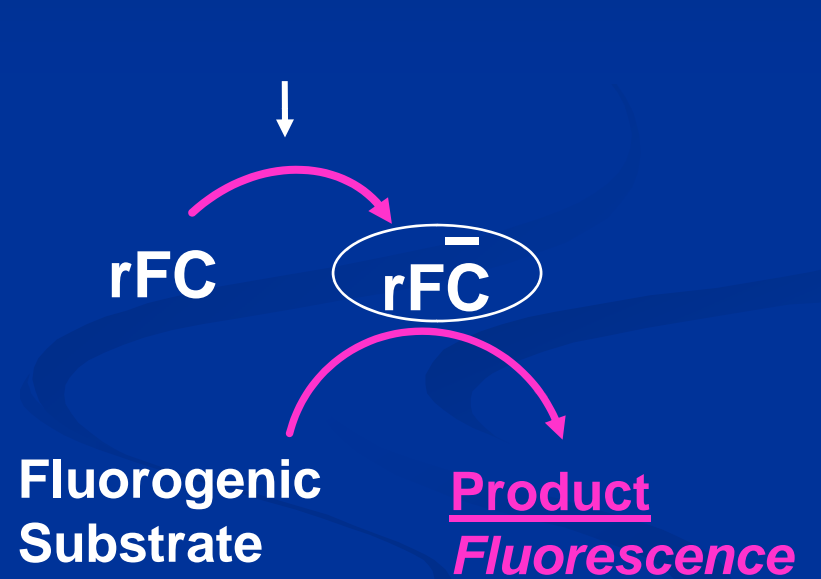 rFC
rFC̅
Fluorogenic
Substrate
Product
Fluorescence